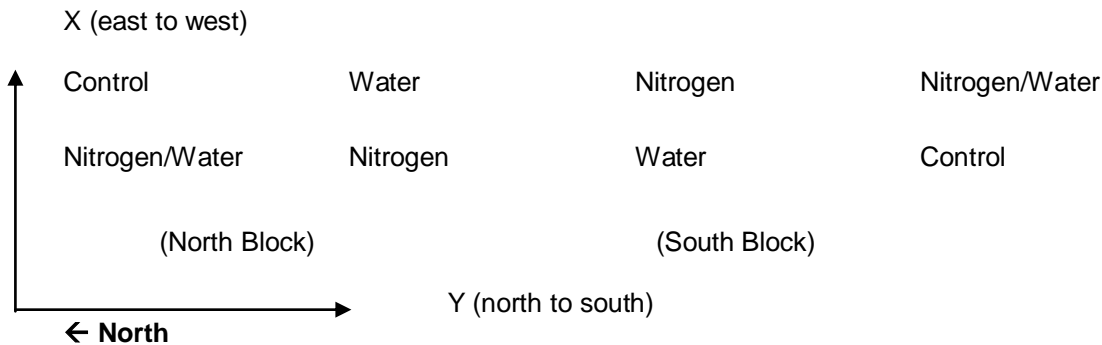 X (east to west)
Control Water Nitrogen Nitrogen/Water
Nitrogen/Water Nitrogen Water Control
(North Block) (South Block)
Y (north to south)
← North